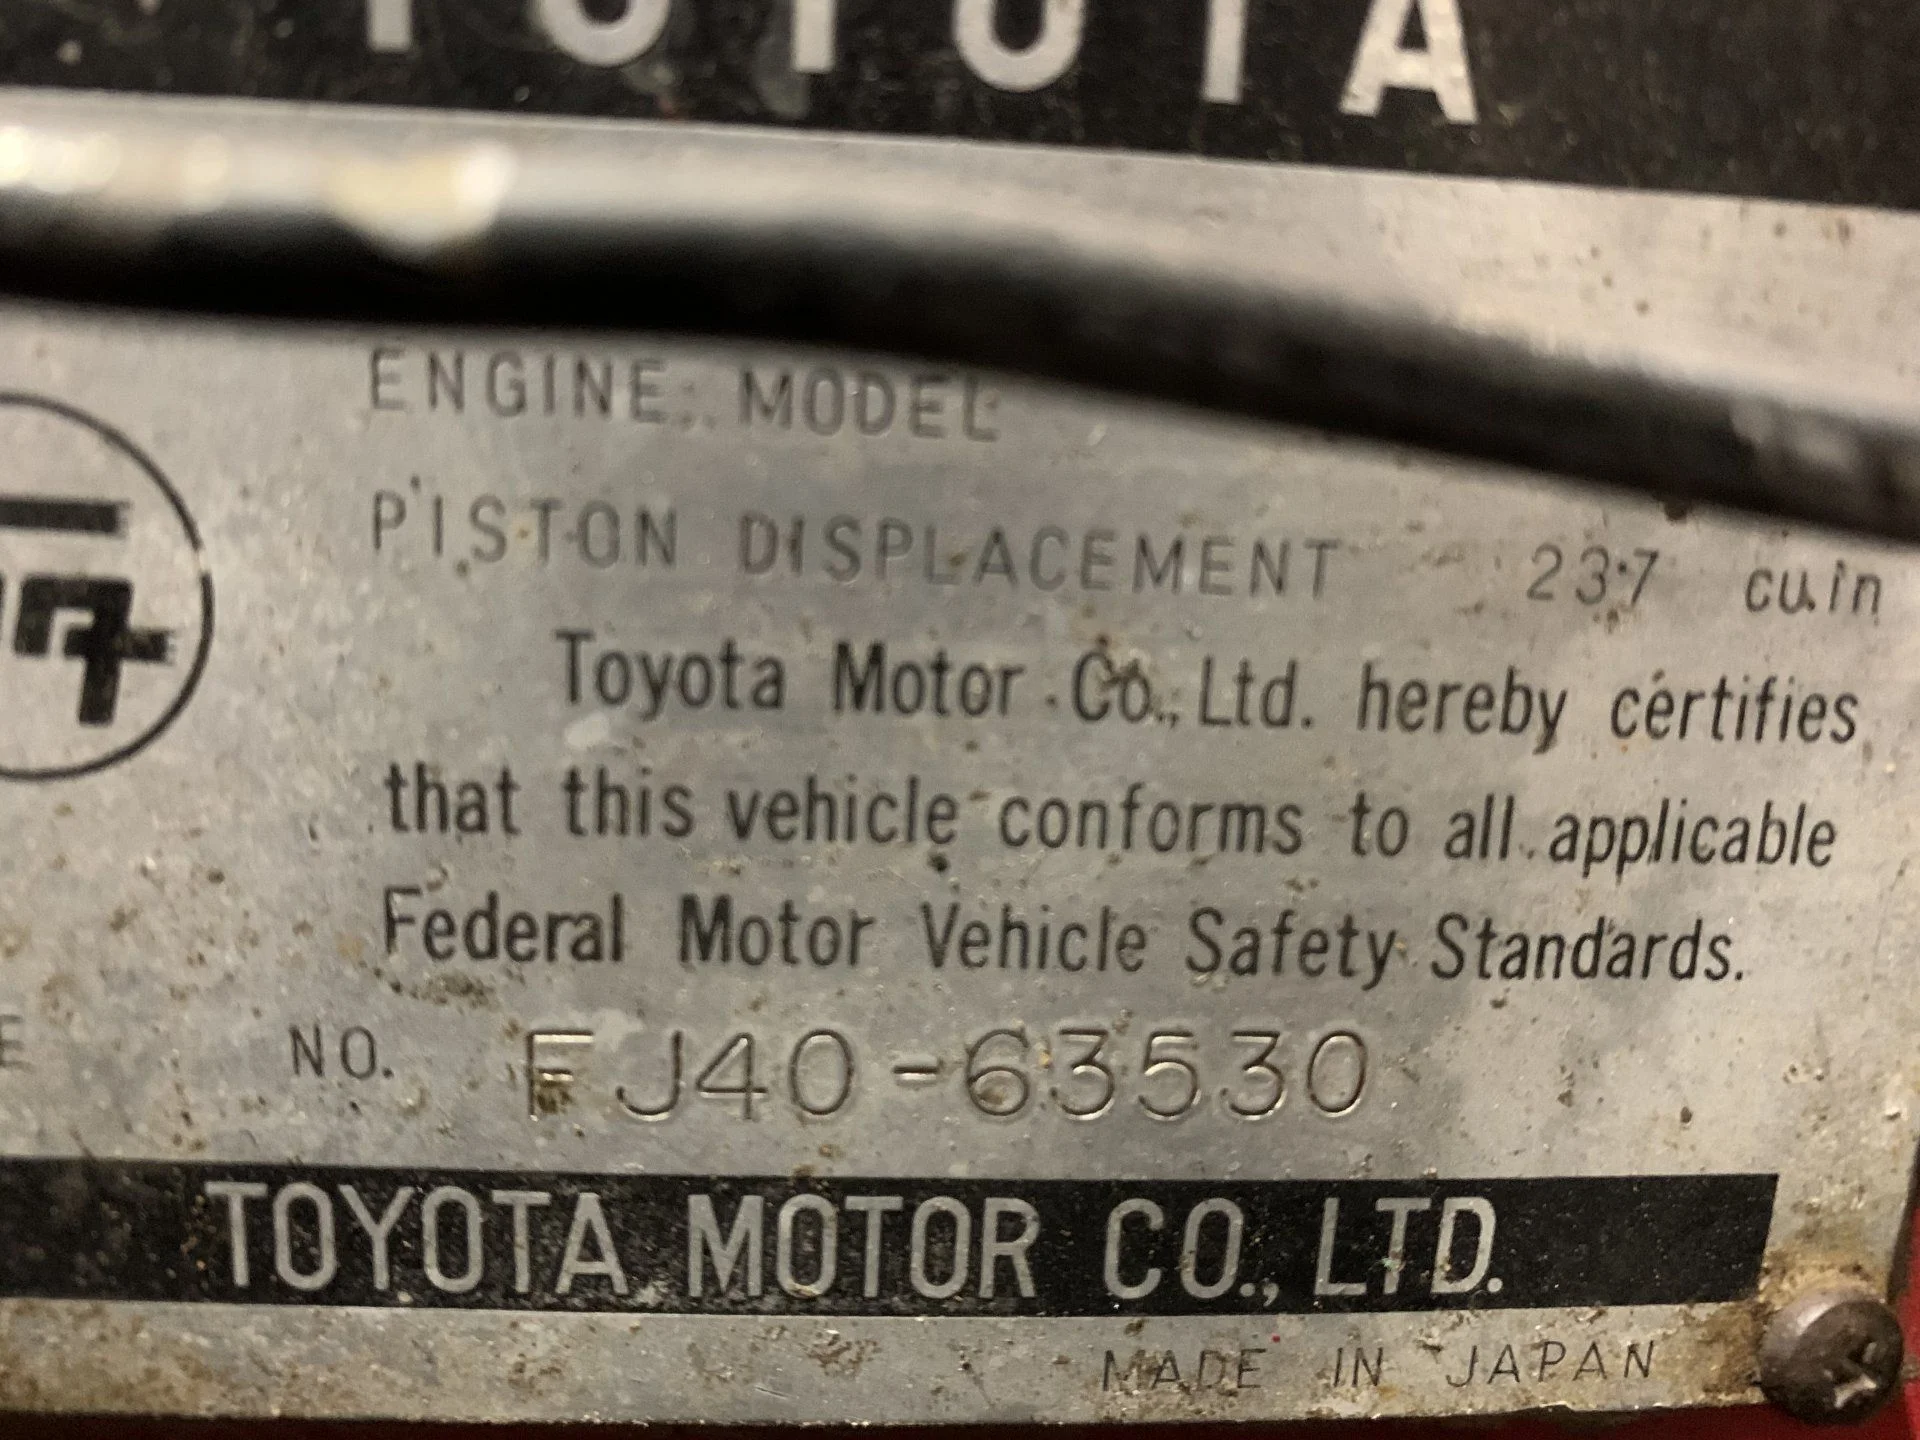 TOYOTA
ENGINE MODEL
PISTON DISPLACEMENT 237 cu.in
Toyota Motor Co., Ltd. hereby certifies
that this vehicle conforms to all applicable
Federal Motor Vehicle Safety Standards.
E NO. FJ40-63530
TOYOTA MOTOR CO., LTD.
MADE IN JAPAN